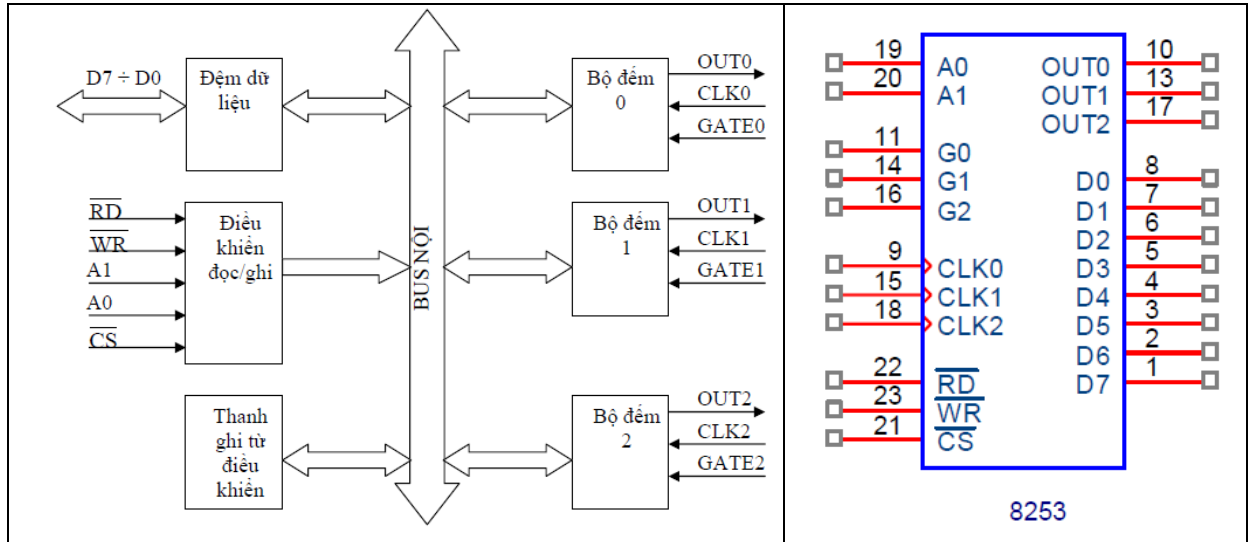 D7 ÷ D0
Đệm dữ
liệu
RD
WR
A1
A0
CS
Điều
khiển
đọc/ghi
Thanh
ghi từ
điều
khiển
BUS NỘI
Bộ đếm
0
OUT0
CLK0
GATE0
Bộ đếm
1
OUT1
CLK1
GATE1
Bộ đếm
2
OUT2
CLK2
GATE2
19 A0
20 A1
11 G0
14 G1
16 G2
9 CLK0
15 CLK1
18 CLK2
22 RD
23 WR
21 CS
OUT0 10
OUT1 13
OUT2 17
D0 8
D1 7
D2 6
D3 5
D4 4
D5 3
D6 2
D7 1
8253